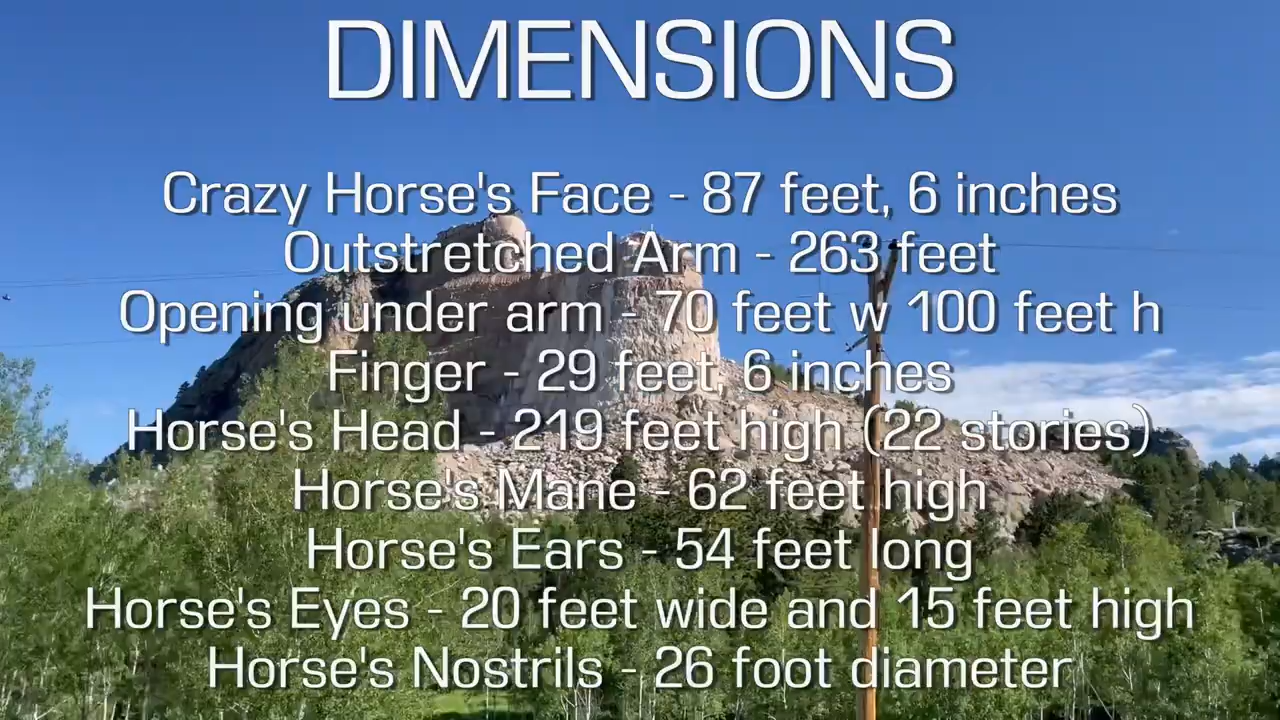 DIMENSIONS
Crazy Horse's Face - 87 feet, 6 inches
Outstretched Arm - 263 feet
Opening under arm - 70 feet w 100 feet h
Finger - 29 feet, 6 inches
Horse's Head - 219 feet high (22 stories)
Horse's Mane - 62 feet high
Horse's Ears - 54 feet long
Horse's Eyes - 20 feet wide and 15 feet high
Horse's Nostrils - 26 foot diameter